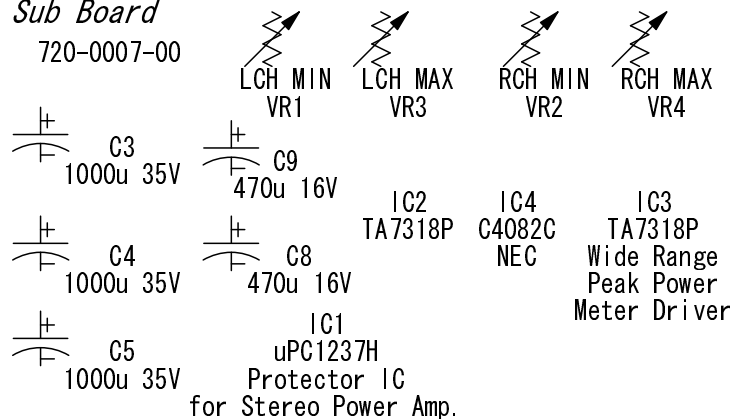 Sub Board
720-0007-00
LCH MIN
VR1
LCH MAX
VR3
RCH MIN
VR2
RCH MAX
VR4
C3
1000u 35V
C9
470u 16V
IC2
TA7318P
IC4
C4082C
NEC
IC3
TA7318P
Wide Range
Peak Power
Meter Driver
C4
1000u 35V
C8
470u 16V
C5
1000u 35V
IC1
uPC1237H
Protector IC
for Stereo Power Amp.